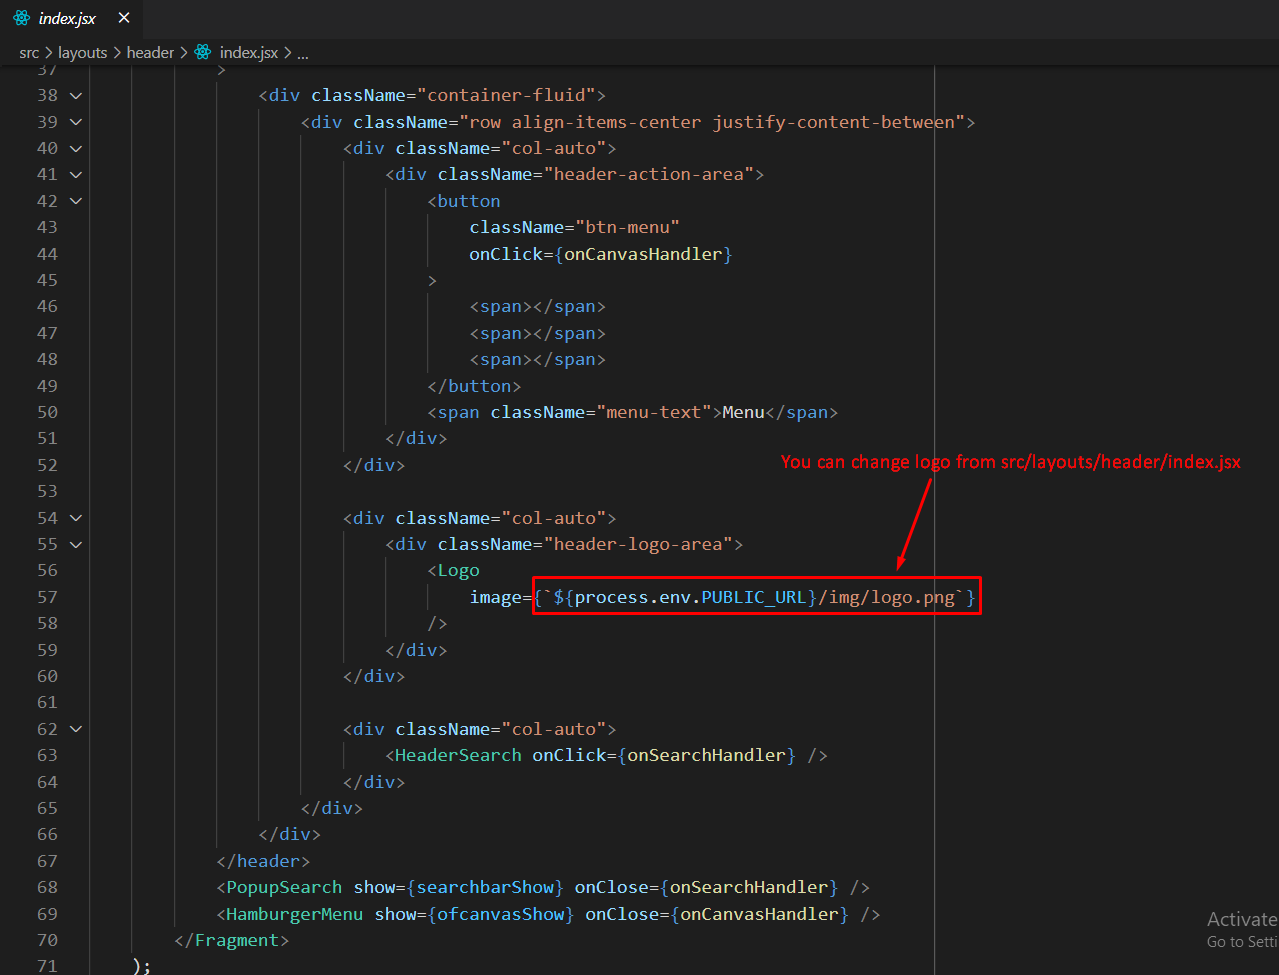 index.jsx ✕
src > layouts > header > index.jsx > ...
37 >
38 <div className="container-fluid">
39 <div className="row align-items-center justify-content-between">
40 <div className="col-auto">
41 <div className="header-action-area">
42 <button
43 className="btn-menu"
44 onClick={onCanvasHandler}
45 >
46 <span></span>
47 <span></span>
48 <span></span>
49 </button>
50 <span className="menu-text">Menu</span>
51 </div>
52 </div>
You can change logo from src/layouts/header/index.jsx
53
54 <div className="col-auto">
55 <div className="header-logo-area">
56 <Logo
57 image={`${process.env.PUBLIC_URL}/img/logo.png`}
58 />
59 </div>
60 </div>
61
62 <div className="col-auto">
63 <HeaderSearch onClick={onSearchHandler} />
64 </div>
65 </div>
66 </div>
67 </header>
68 <PopupSearch show={searchbarShow} onClose={onSearchHandler} />
69 <HamburgerMenu show={ofcanvasShow} onClose={onCanvasHandler} />
70 </Fragment>
71 );
Activate
Go to Setti